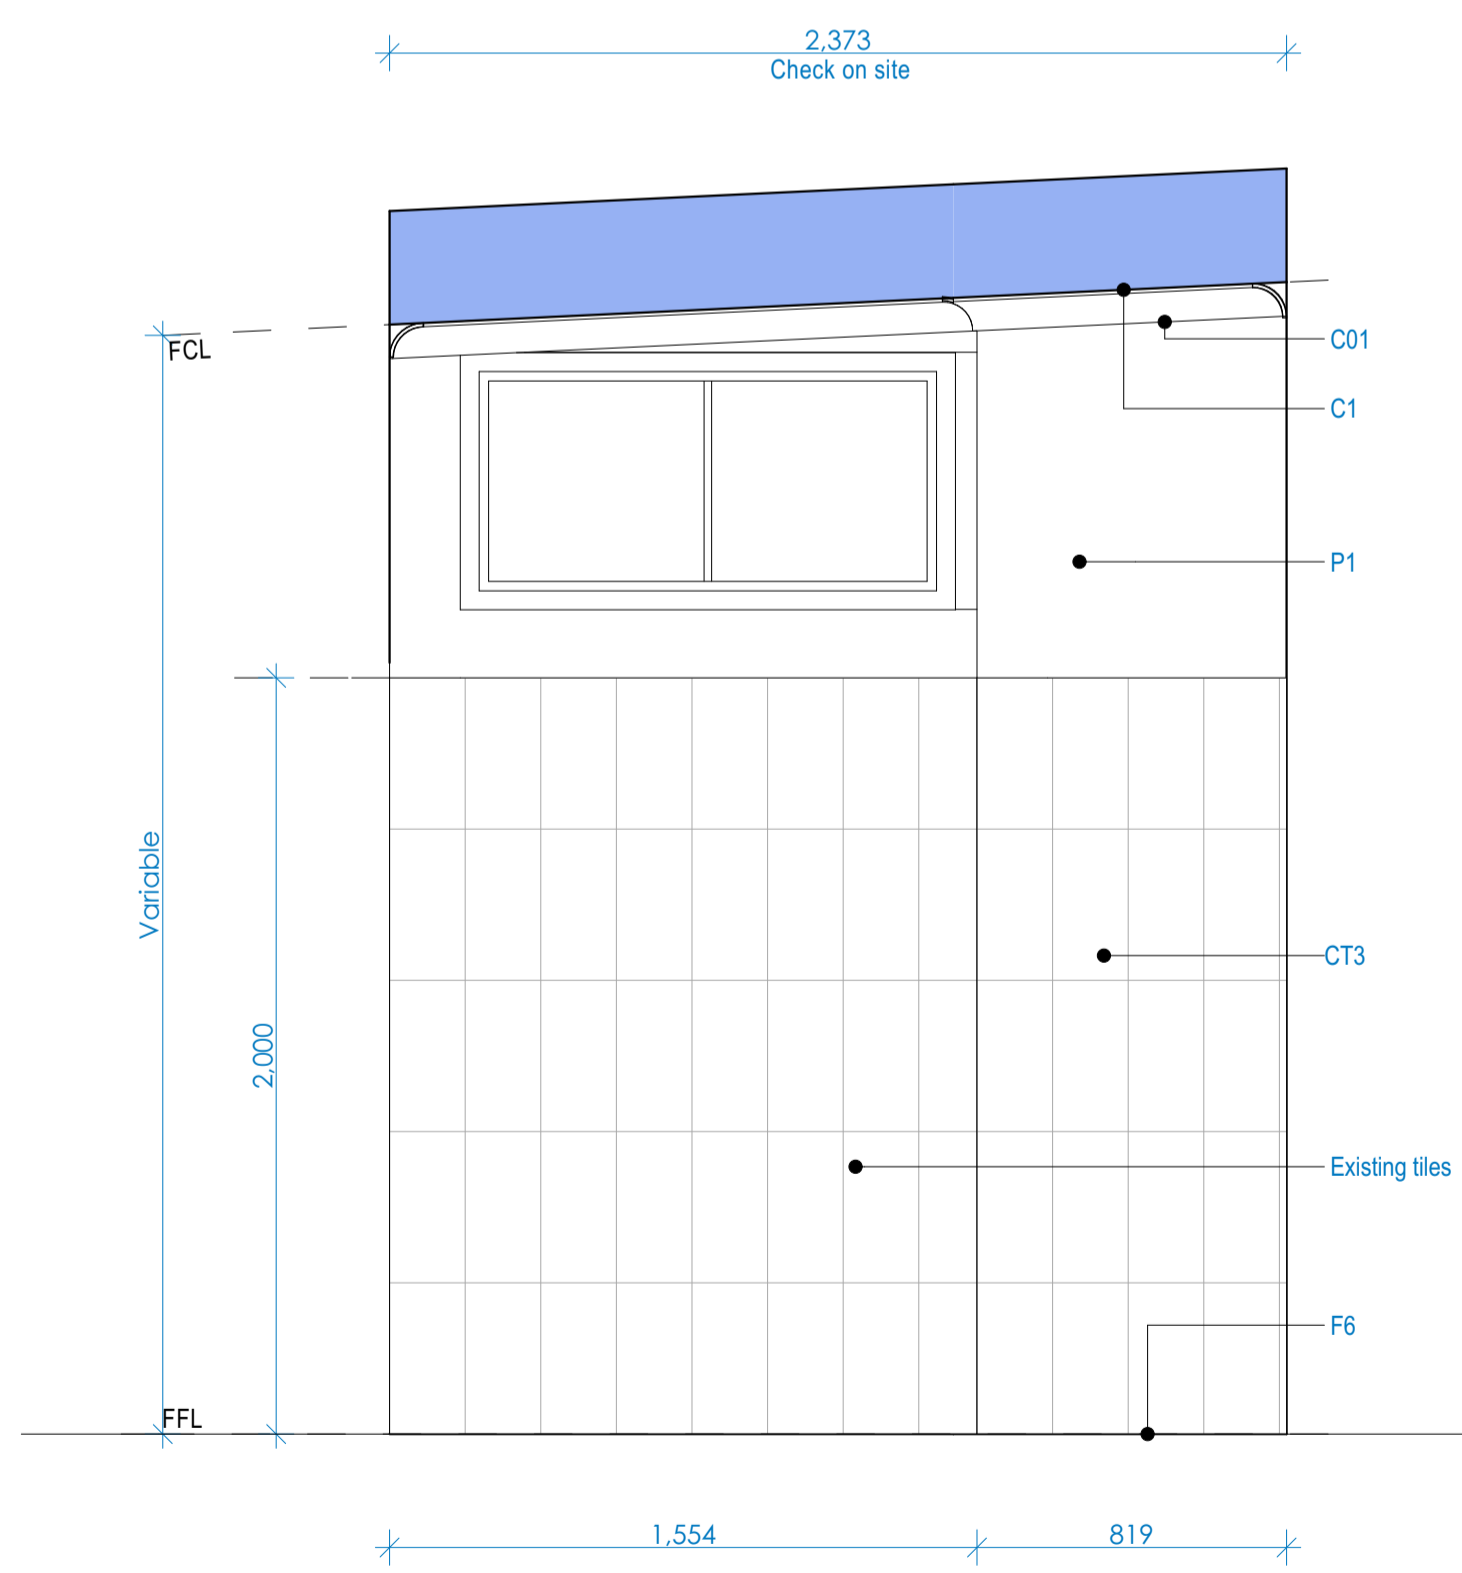 2,373
Check on site
FCL
C01
C1
P1
Variable
CT3
2,000
Existing tiles
F6
FFL
1,554
819